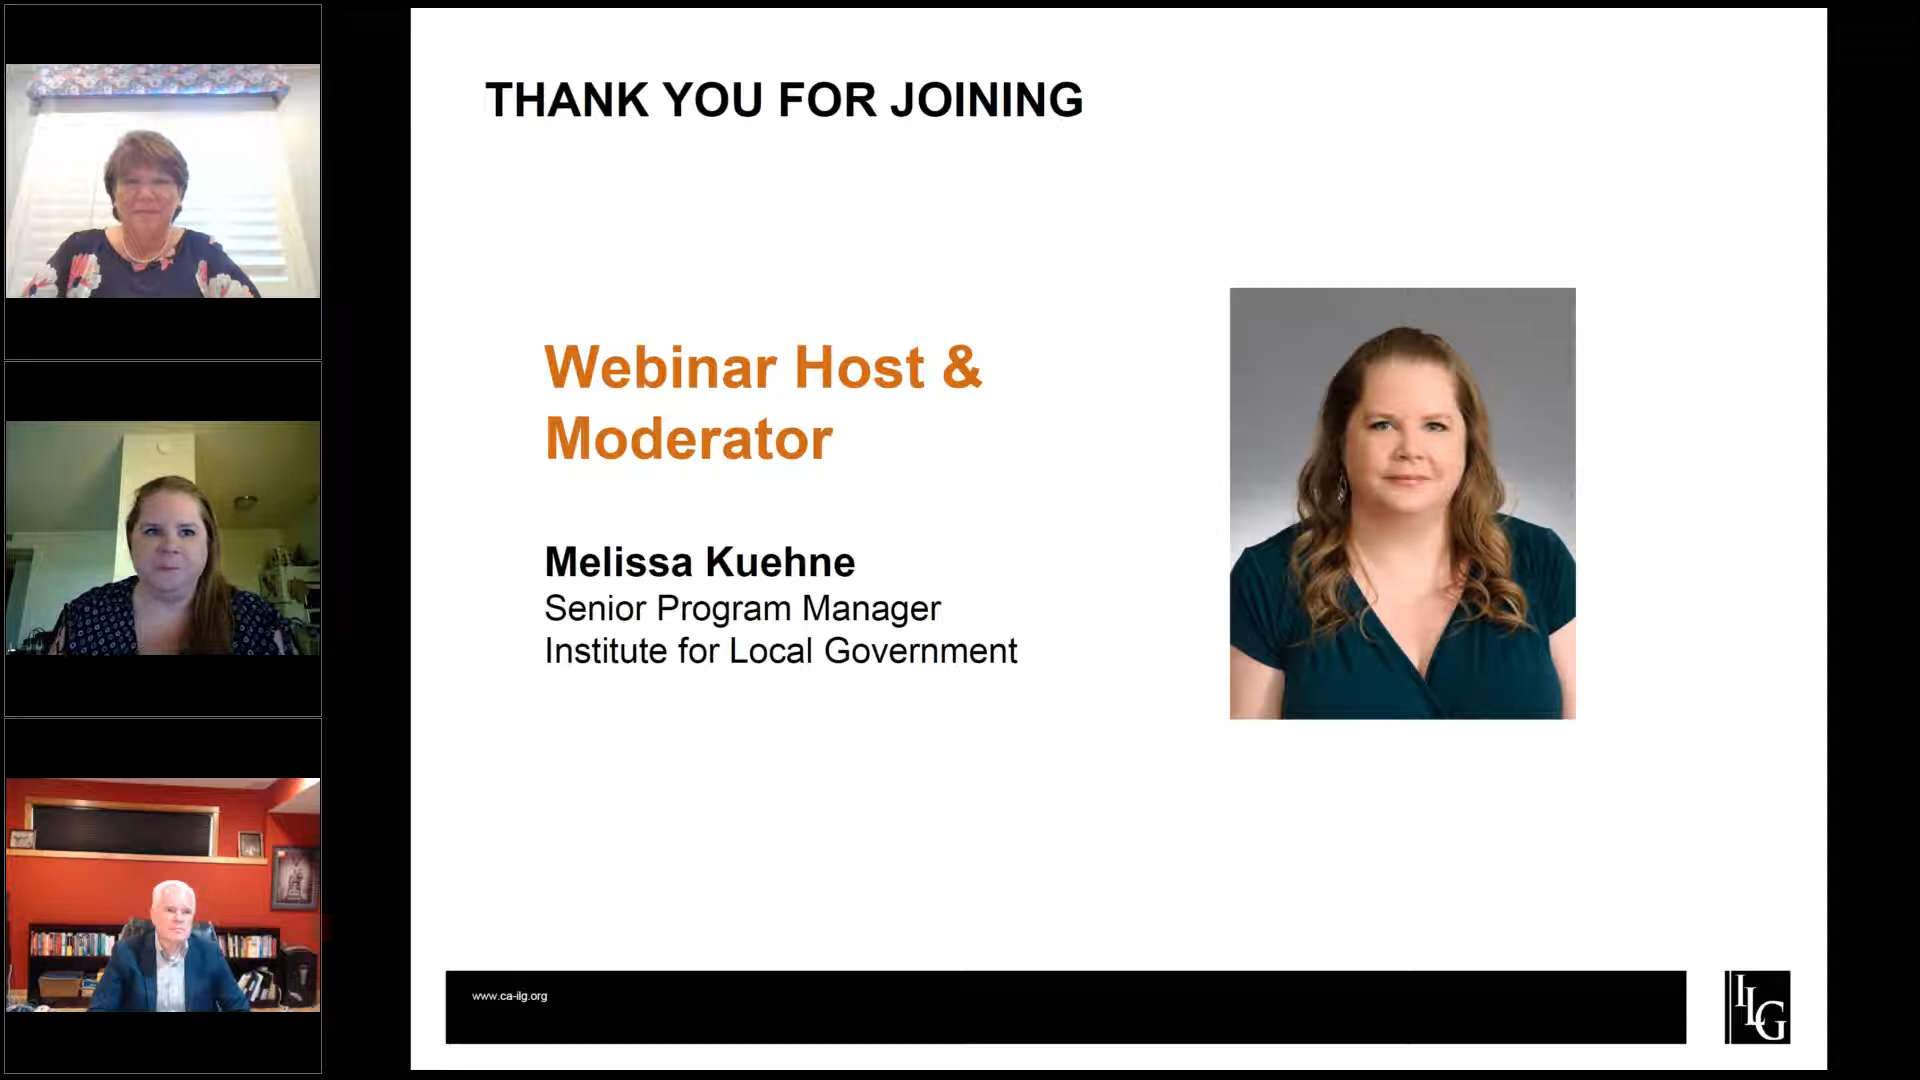 THANK YOU FOR JOINING
Webinar Host &
Moderator
Melissa Kuehne
Senior Program Manager
Institute for Local Government
www.ca-ilg.org
ILG